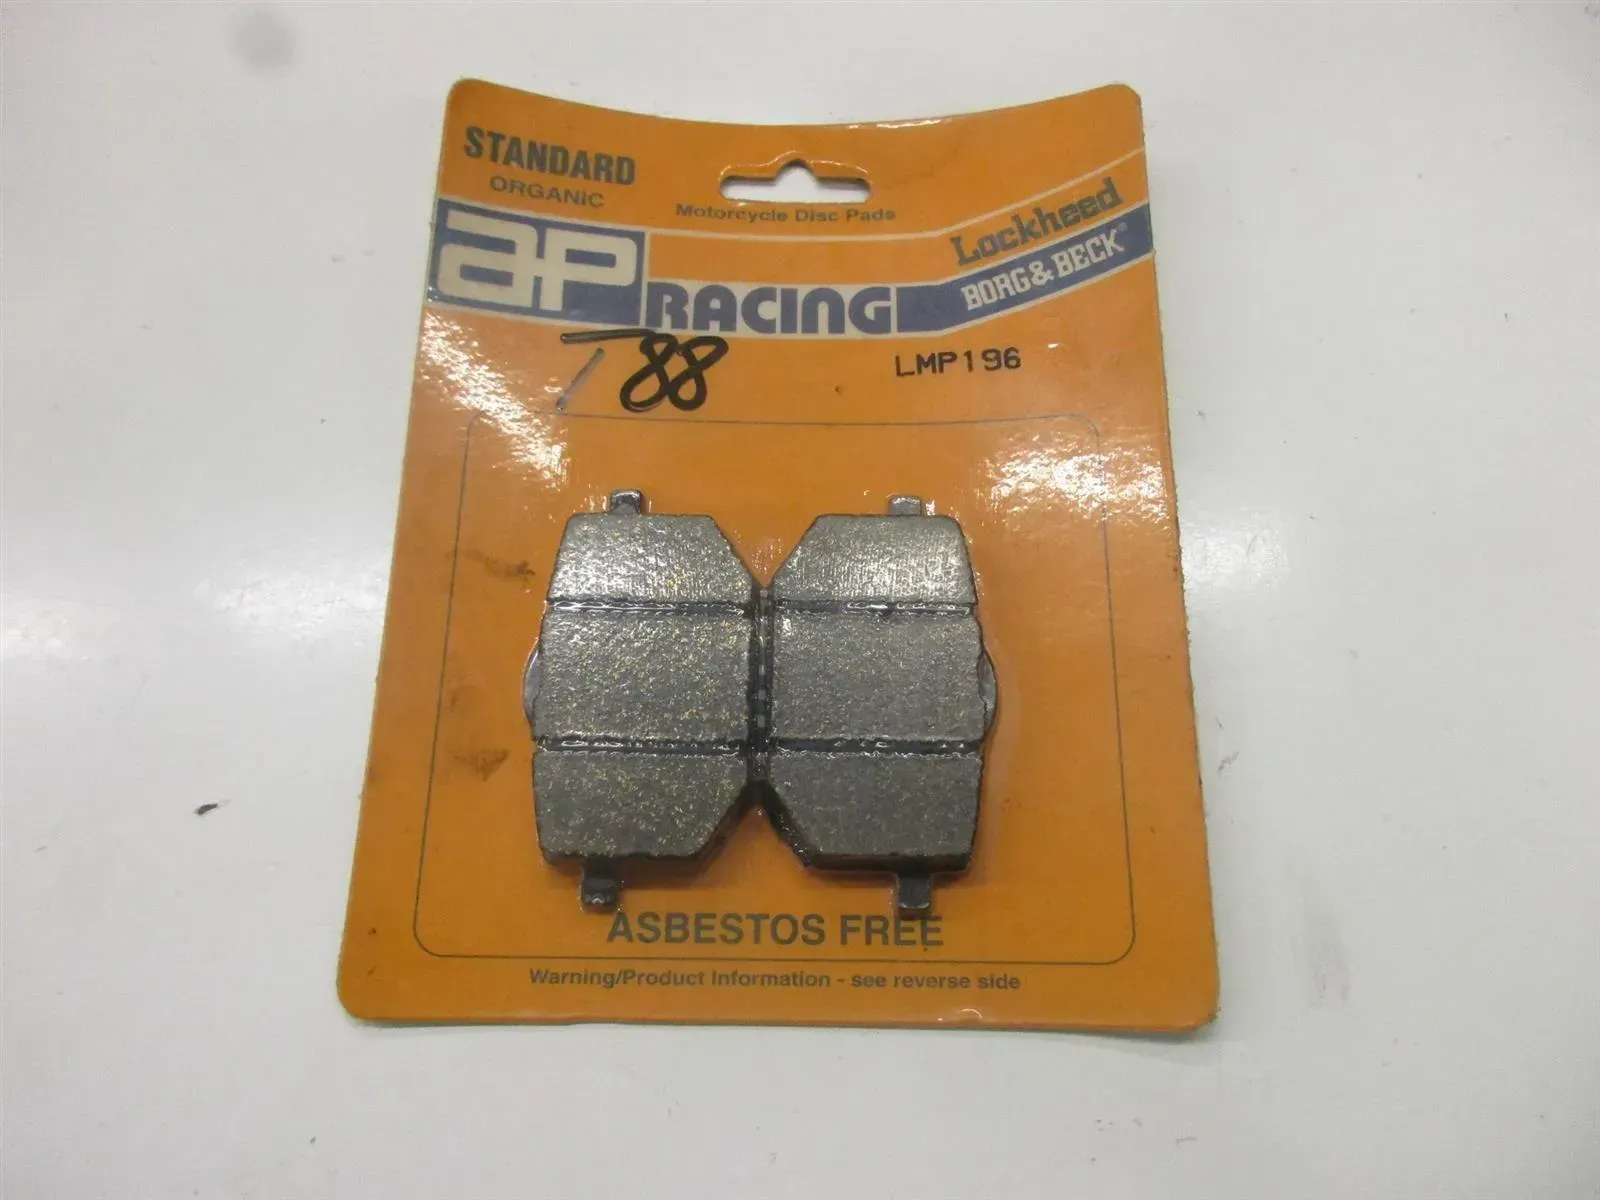 STANDARD
ORGANIC
Motorcycle Disc Pads
Lockheed
BORG & BECK®
AP RACING
88
LMP196
ASBESTOS FREE
Warning/Product Information - see reverse side